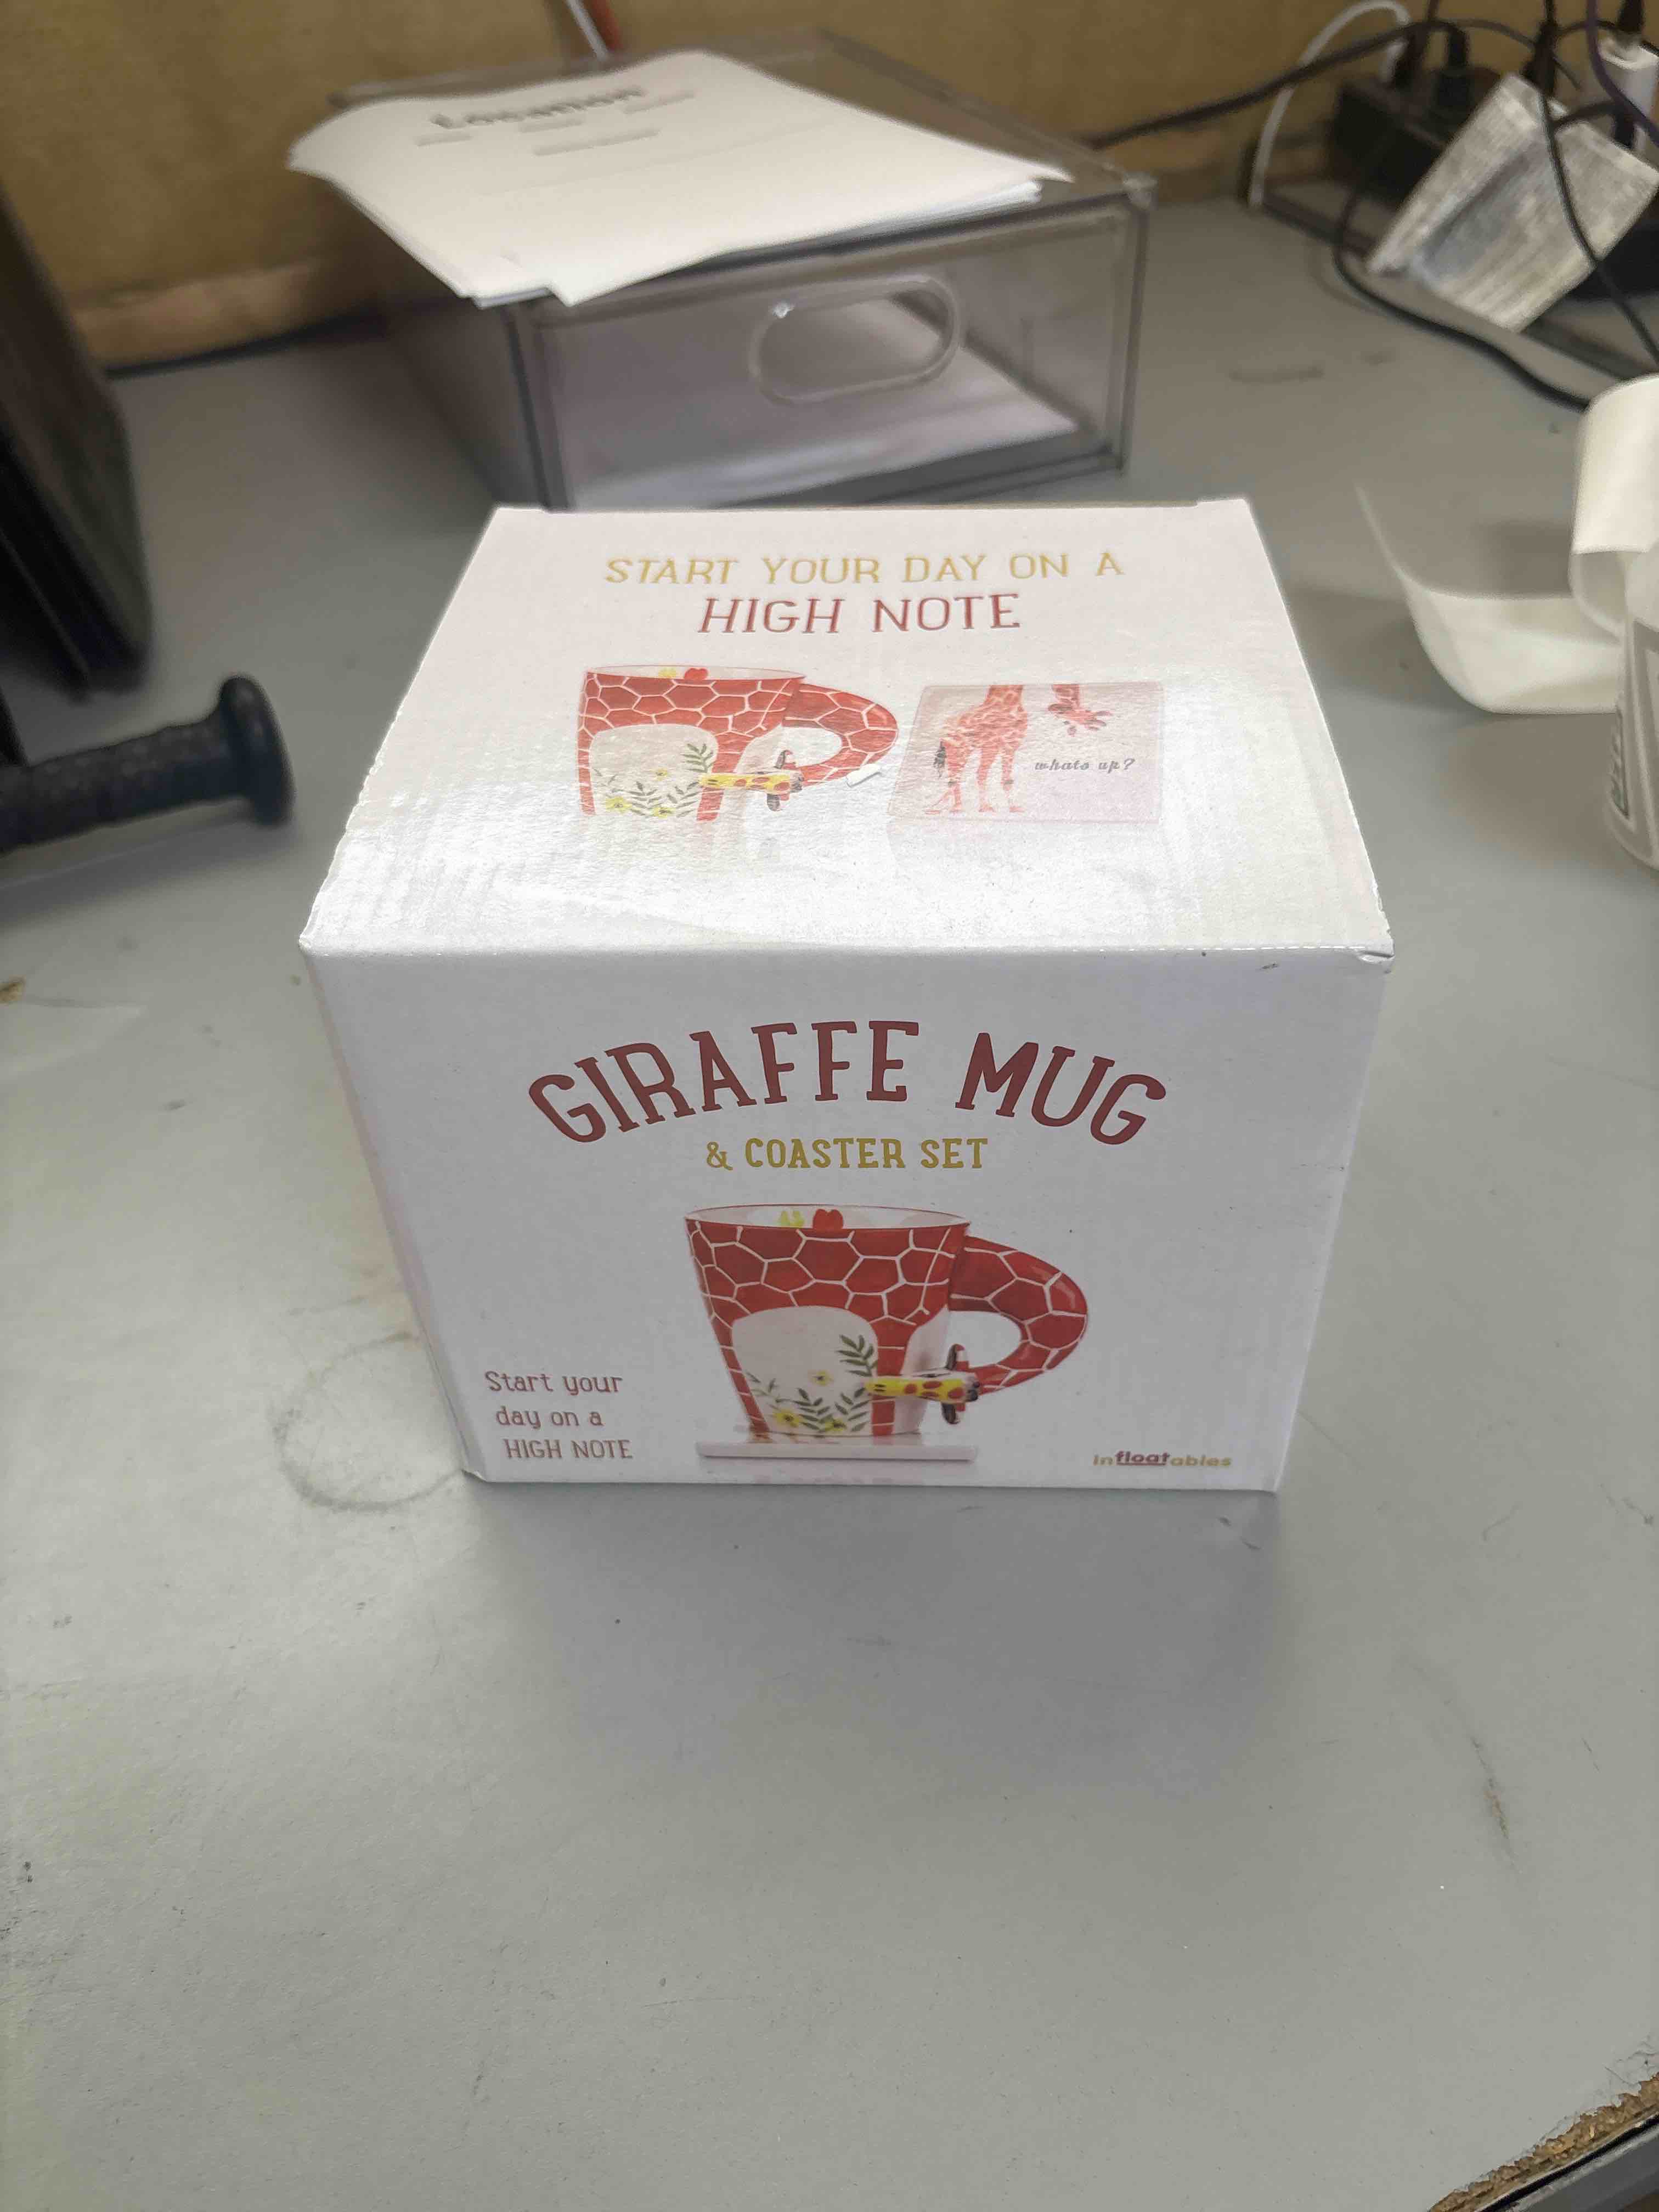 Location
START YOUR DAY ON A
HIGH NOTE
whats up?
GIRAFFE MUG
& COASTER SET
Start your
day on a
HIGH NOTE
infloatables